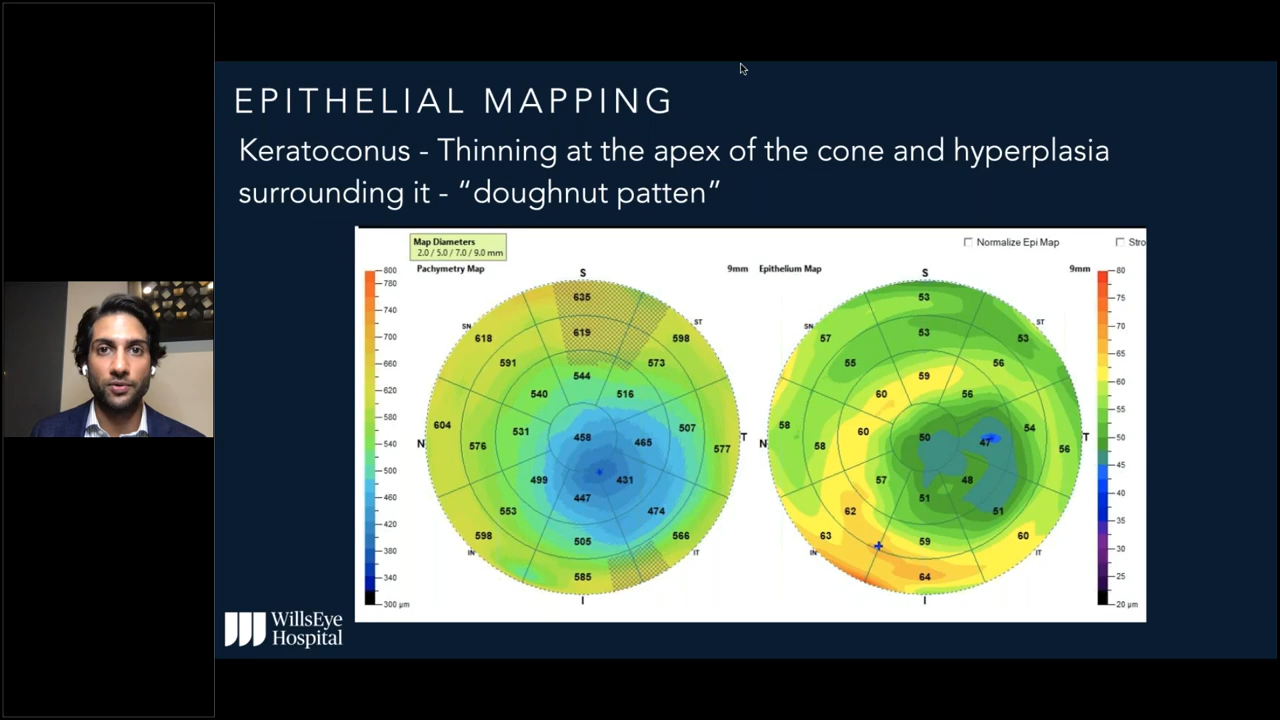 EPITHELIAL MAPPING
Keratoconus - Thinning at the apex of the cone and hyperplasia
surrounding it - “doughnut patten”
Map Diameters
2.0 / 5.0 / 7.0 / 9.0 mm
Pachymetry Map
9mm
800
780
740
700
660
620
580
540
500
460
420
380
340
300 µm
S
ST
T
IT
I
IN
N
SN
635
619
598
618
591
573
544
540
516
604
576
531
458
465
507
577
499
431
447
553
474
598
505
566
585
Normalize Epi Map
Stro
Epithelium Map
9mm
S
ST
T
IT
I
IN
N
SN
53
57
53
53
55
56
59
60
56
58
58
60
50
47
54
56
57
48
51
62
51
63
59
60
64
80
75
70
65
60
55
50
45
40
35
30
25
20 µm
WillsEye
Hospital